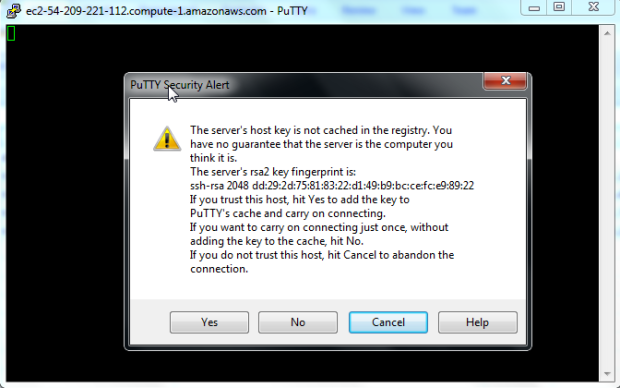 ec2-54-209-221-112.compute-1.amazonaws.com - PuTTY
PuTTY Security Alert
The server's host key is not cached in the registry. You
have no guarantee that the server is the computer you
think it is.
The server's rsa2 key fingerprint is:
ssh-rsa 2048 dd:29:2d:75:81:83:22:d1:49:b9:bc:ce:fc:e9:89:22
If you trust this host, hit Yes to add the key to
PuTTY's cache and carry on connecting.
If you want to carry on connecting just once, without
adding the key to the cache, hit No.
If you do not trust this host, hit Cancel to abandon the
connection.
Yes No Cancel Help